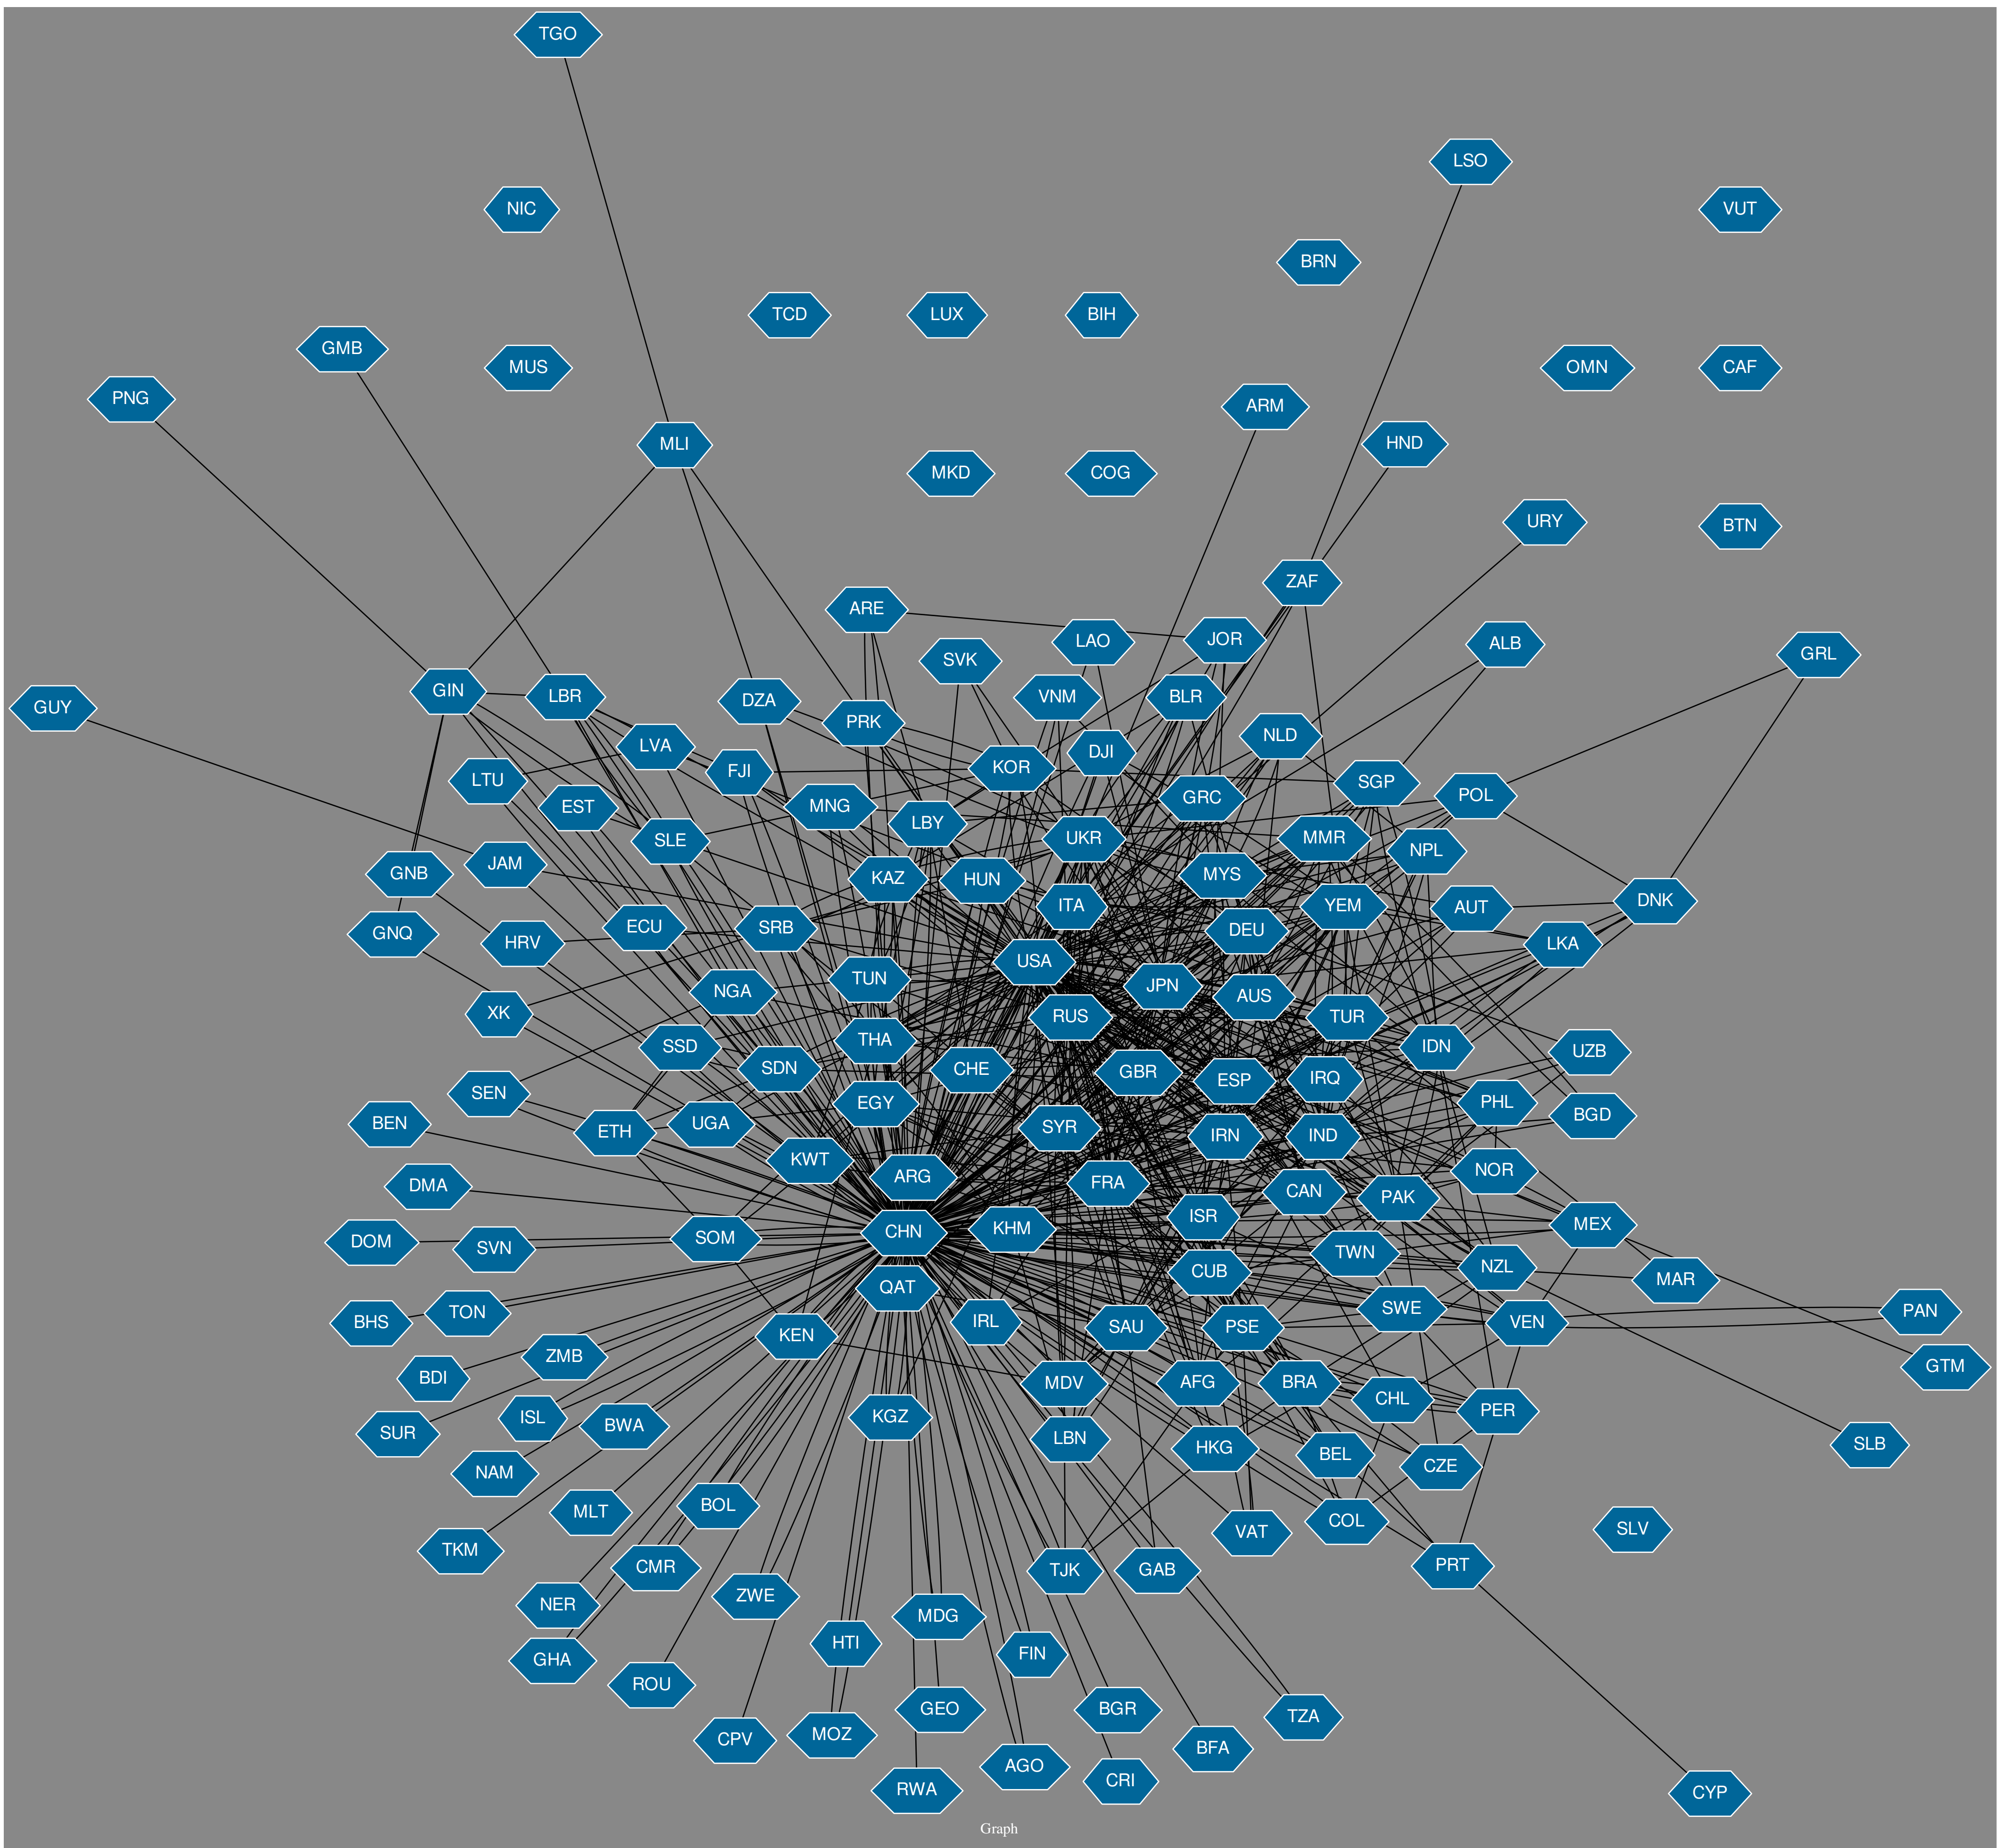 TGO
LSO
NIC
VUT
BRN
TCD
LUX
BIH
GMB
MUS
OMN
CAF
PNG
ARM
MLI
HND
MKD
COG
URY
BTN
ZAF
ARE
LAO
JOR
ALB
GRL
SVK
GIN
LBR
DZA
VNM
BLR
GUY
PRK
NLD
LVA
DJI
FJI
KOR
LTU
SGP
POL
EST
MNG
GRC
LBY
UKR
MMR
SLE
NPL
JAM
GNB
KAZ
HUN
MYS
ITA
YEM
AUT
DNK
GNQ
HRV
ECU
SRB
DEU
LKA
USA
TUN
NGA
JPN
AUS
XK
RUS
TUR
SSD
THA
IDN
UZB
SDN
CHE
GBR
ESP
IRQ
SEN
EGY
PHL
BGD
BEN
ETH
UGA
SYR
IRN
IND
KWT
ARG
FRA
NOR
DMA
CAN
PAK
ISR
MEX
DOM
SVN
SOM
CHN
KHM
TWN
CUB
NZL
MAR
QAT
BHS
TON
KEN
IRL
SAU
PSE
SWE
VEN
PAN
ZMB
GTM
BDI
MDV
AFG
BRA
CHL
PER
SUR
ISL
BWA
KGZ
LBN
HKG
BEL
SLB
NAM
CZE
MLT
BOL
VAT
COL
SLV
TKM
CMR
TJK
GAB
PRT
NER
ZWE
MDG
GHA
HTI
FIN
ROU
GEO
BGR
TZA
CPV
MOZ
BFA
RWA
AGO
CRI
CYP
Graph